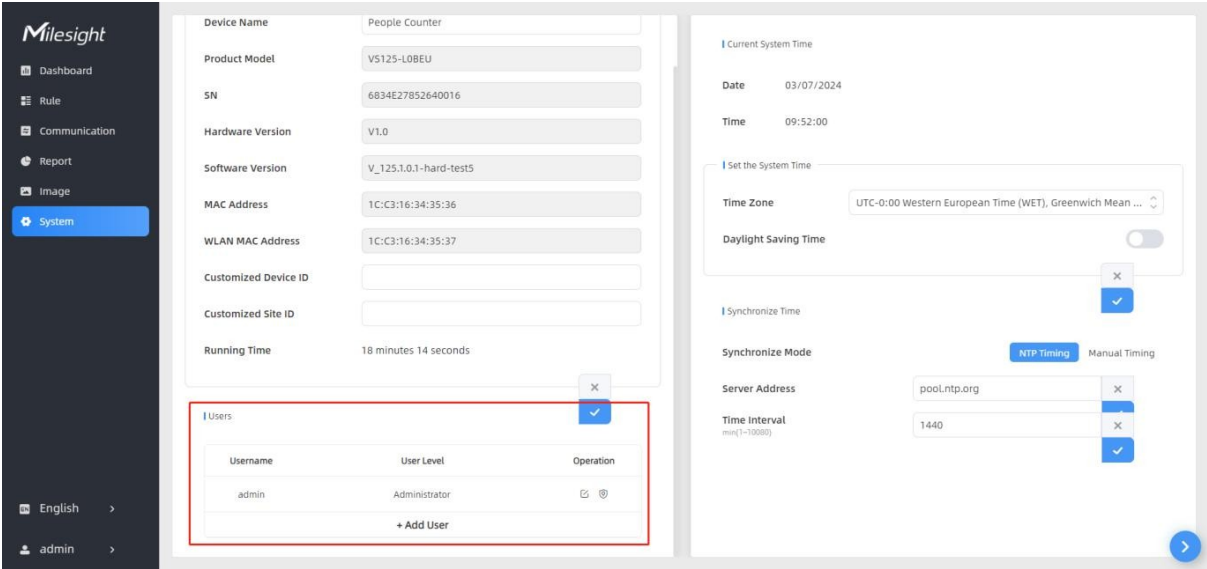 Milesight
Dashboard
Rule
Communication
Report
Image
System
English
admin
Device Name People Counter
Product Model VS125-L0BEU
SN 6834E27852640016
Hardware Version V1.0
Software Version V_125.1.0.1-hard-test5
MAC Address 1C:C3:16:34:35:36
WLAN MAC Address 1C:C3:16:34:35:37
Customized Device ID
Customized Site ID
Running Time 18 minutes 14 seconds
Users
Username User Level Operation
admin Administrator
+ Add User
Current System Time
Date 03/07/2024
Time 09:52:00
Set the System Time
Time Zone UTC-0:00 Western European Time (WET), Greenwich Mean ...
Daylight Saving Time
Synchronize Time
Synchronize Mode NTP Timing Manual Timing
Server Address pool.ntp.org
Time Interval 1440
min(1~10080)